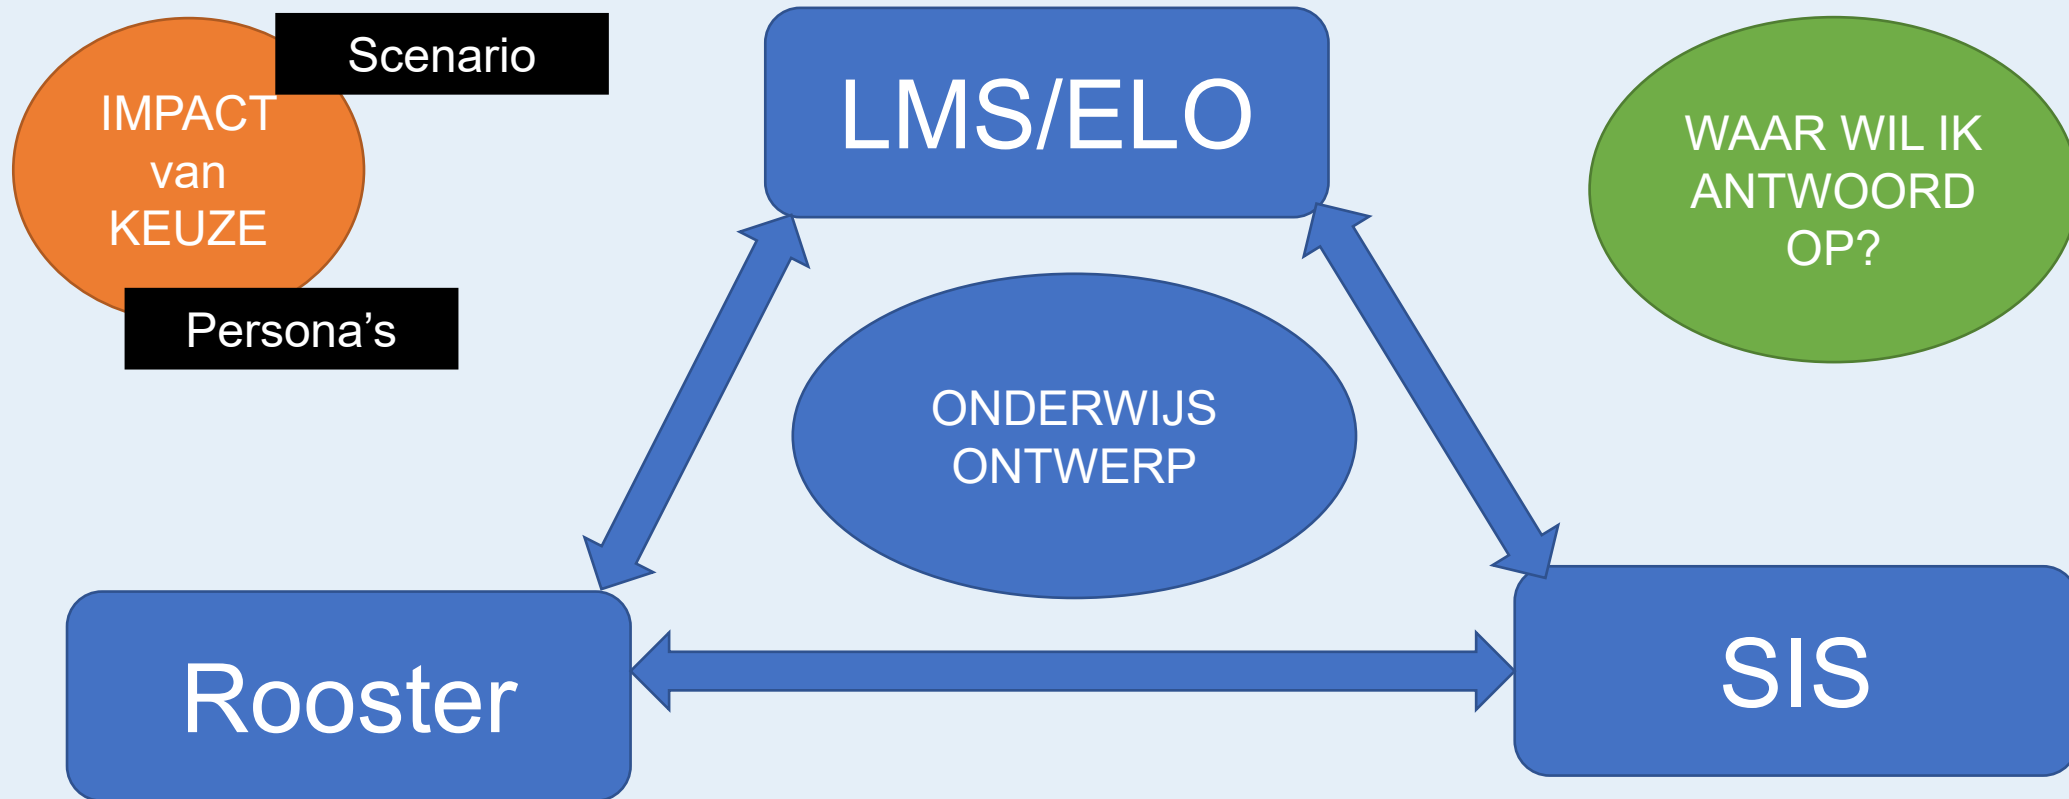 Scenario
IMPACT
van
KEUZE
Persona’s
LMS/ELO
WAAR WIL IK
ANTWOORD
OP?
ONDERWIJS
ONTWERP
Rooster
SIS